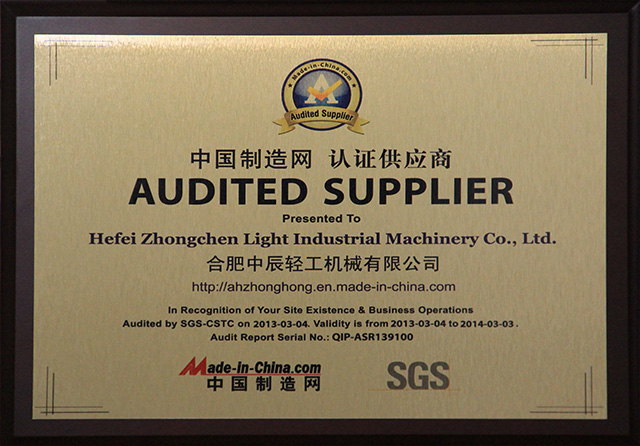 Made-in-China.com
A
Audited Supplier
中国制造网 认证供应商
AUDITED SUPPLIER
Presented To
Hefei Zhongchen Light Industrial Machinery Co., Ltd.
合肥中辰轻工机械有限公司
http://ahzhonghong.en.made-in-china.com
In Recognition of Your Site Existence & Business Operations
Audited by SGS-CSTC on 2013-03-04. Validity is from 2013-03-04 to 2014-03-03 .
Audit Report Serial No.: QIP-ASR139100
Made-in-China.com
中国制造网
SGS